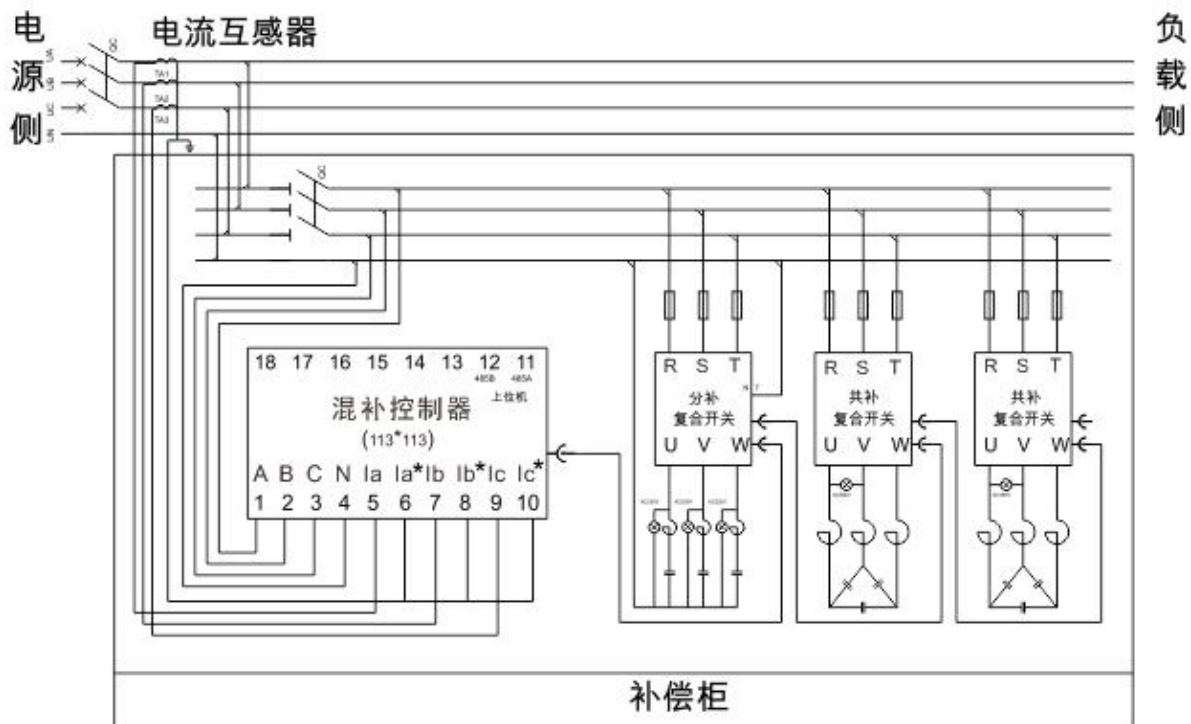 电源侧
电流互感器
负载侧
TA1
TA2
TA3
18 17 16 15 14 13 12 11
485B 485A
上位机
混补控制器
(113*113)
A B C N Ia Ia* Ib Ib* Ic Ic*
1 2 3 4 5 6 7 8 9 10
R S T
分补
复合开关
U V W
R S T
共补
复合开关
U V W
R S T
共补
复合开关
U V W
补偿柜